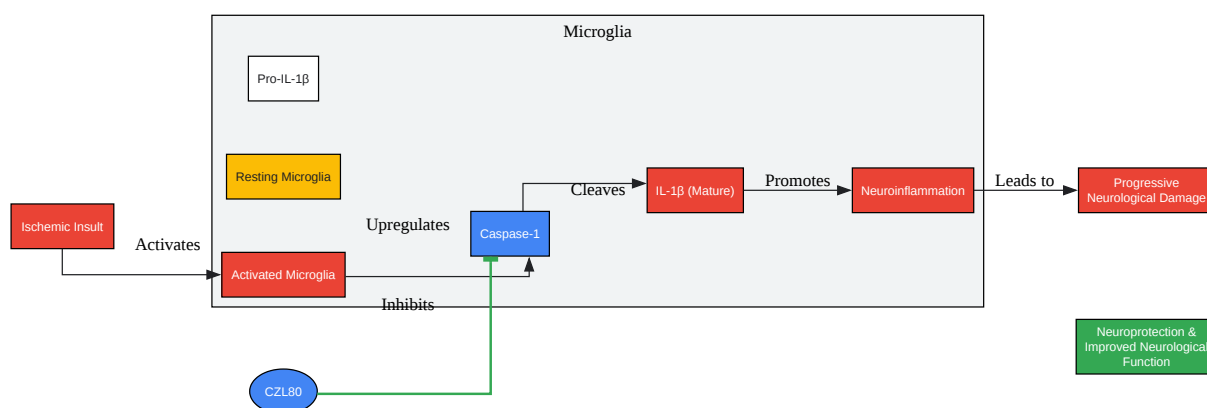 Microglia
Pro-IL-1β
Resting Microglia
Ischemic Insult
Activates
Activated Microglia
Upregulates
Inhibits
Caspase-1
Cleaves
IL-1β (Mature)
Promotes
Neuroinflammation
Leads to
Progressive
Neurological Damage
CZL80
Neuroprotection &
Improved Neurological
Function